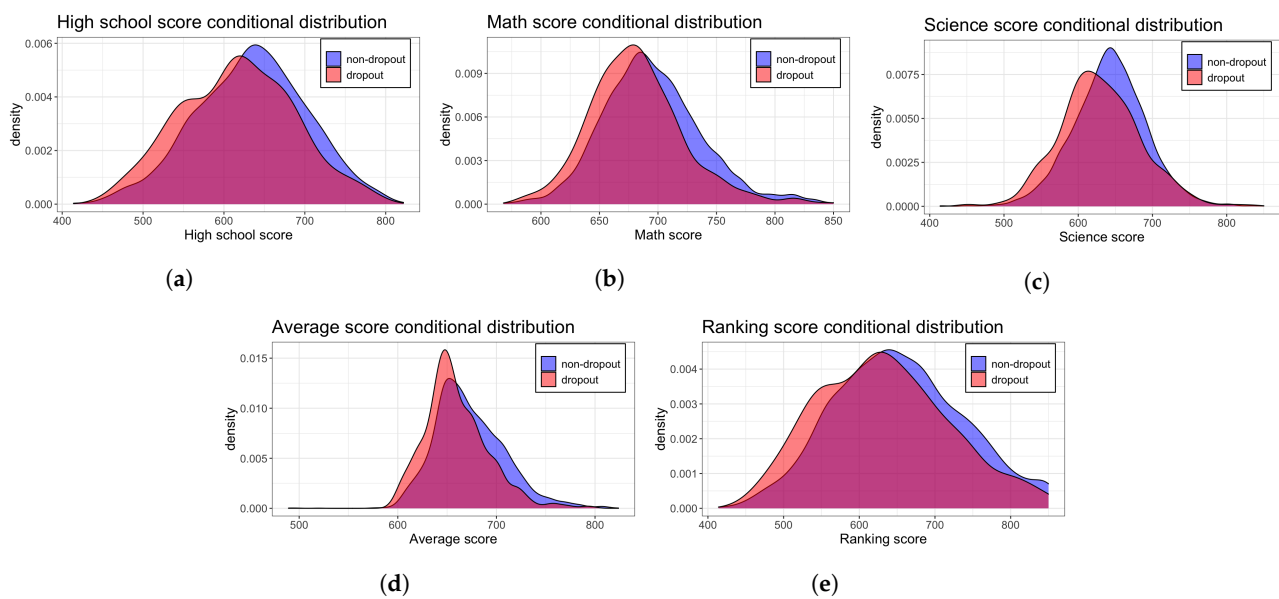 High school score conditional distribution
0.006
0.004
0.002
0.000
density
400
500
600
700
800
High school score
non-dropout
dropout
(a)
Math score conditional distribution
0.009
0.006
0.003
0.000
density
600
650
700
750
800
850
Math score
non-dropout
dropout
(b)
Science score conditional distribution
0.0075
0.0050
0.0025
0.0000
density
400
500
600
700
800
Science score
non-dropout
dropout
(c)
Average score conditional distribution
0.015
0.010
0.005
0.000
density
500
600
700
800
Average score
non-dropout
dropout
(d)
Ranking score conditional distribution
0.004
0.003
0.002
0.001
0.000
density
400
500
600
700
800
Ranking score
non-dropout
dropout
(e)